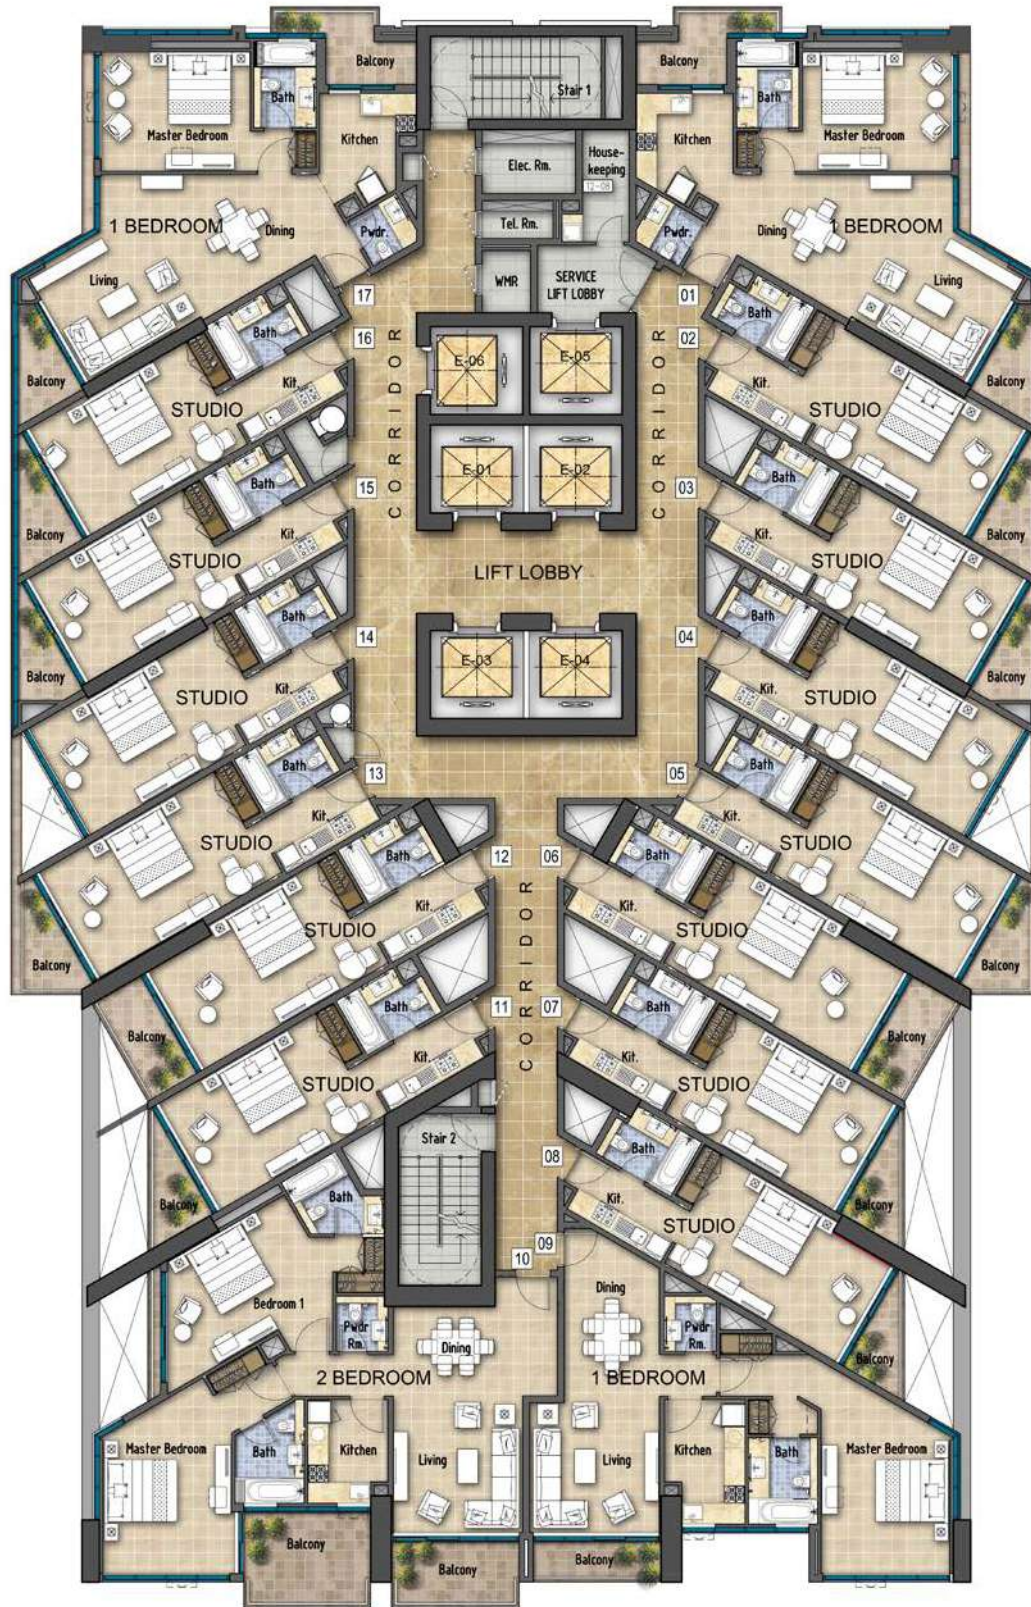 Balcony
Stair 1
Balcony
Bath
Bath
Master Bedroom
Kitchen
House-
keeping
12-08
Kitchen
Master Bedroom
Elec. Rm.
1 BEDROOM
Dining
Pwdr.
Tel. Rm.
Pwdr.
Dining
1 BEDROOM
Living
WMR
SERVICE
LIFT LOBBY
Living
17
01
Bath
Bath
16
02
CORRIDOR
CORRIDOR
E-06
E-05
Balcony
Kit.
Kit.
Balcony
STUDIO
STUDIO
Bath
E-01
E-02
Bath
15
03
Balcony
Kit.
Kit.
Balcony
STUDIO
STUDIO
LIFT LOBBY
Bath
Bath
14
04
Balcony
E-03
E-04
Balcony
Kit.
Kit.
STUDIO
STUDIO
Bath
Bath
13
05
Kit.
Kit.
STUDIO
STUDIO
Bath
12
06
Bath
Kit.
Kit.
STUDIO
STUDIO
Balcony
CORRIDOR
Balcony
Bath
11
07
Bath
Balcony
Kit.
Kit.
Balcony
STUDIO
STUDIO
Stair 2
Bath
08
Bath
Balcony
Kit.
Balcony
STUDIO
09
10
Bedroom 1
Dining
Pwdr
Rm.
Dining
Pwdr
Rm.
Balcony
2 BEDROOM
1 BEDROOM
Master Bedroom
Bath
Kitchen
Living
Living
Kitchen
Bath
Master Bedroom
Balcony
Balcony
Balcony